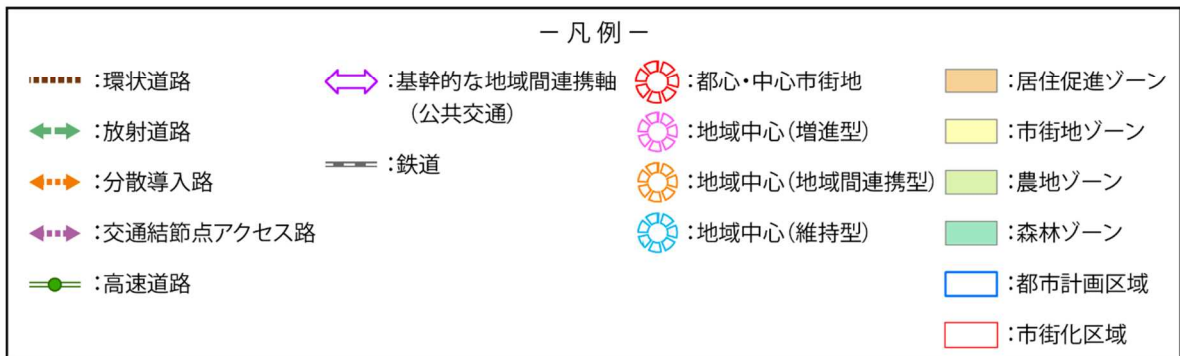 －凡例－
：環状道路
：放射道路
：分散導入路
：交通結節点アクセス路
：高速道路
：基幹的な地域間連携軸
（公共交通）
：鉄道
：都心・中心市街地
：地域中心（増進型）
：地域中心（地域間連携型）
：地域中心（維持型）
：居住促進ゾーン
：市街地ゾーン
：農地ゾーン
：森林ゾーン
：都市計画区域
：市街化区域